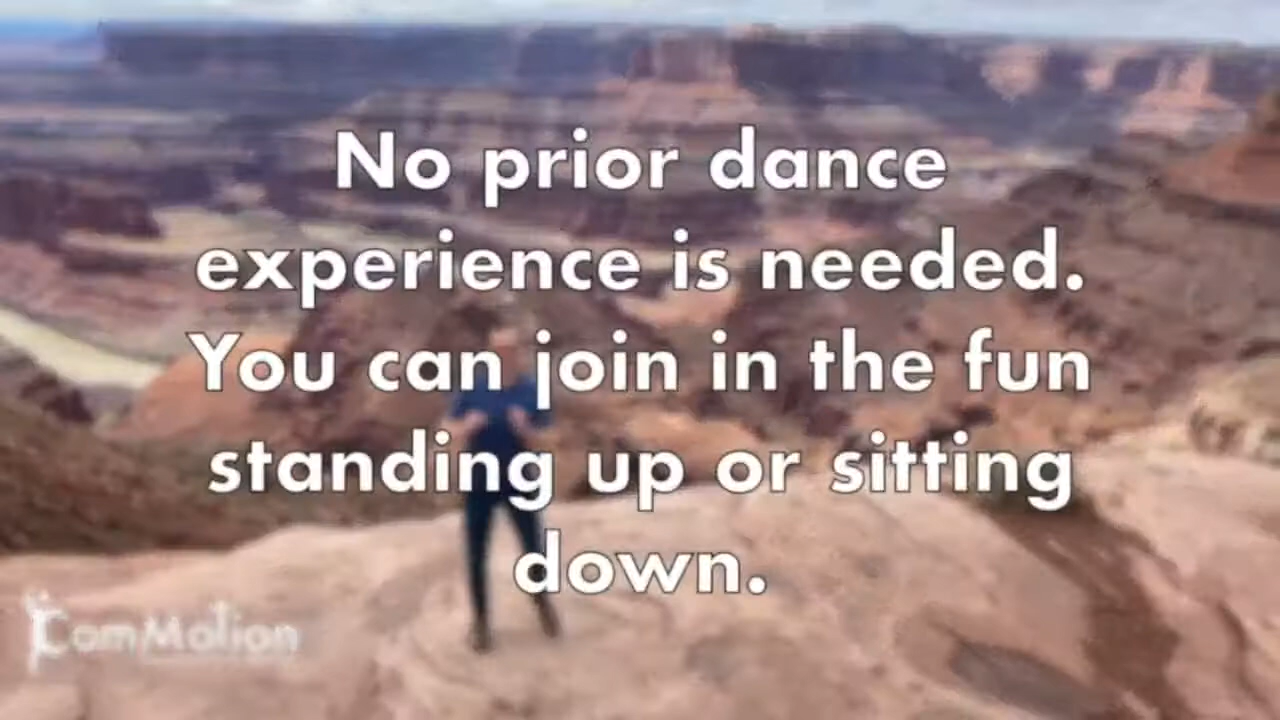 No prior dance
experience is needed.
You can join in the fun
standing up or sitting
down.
ComMotion